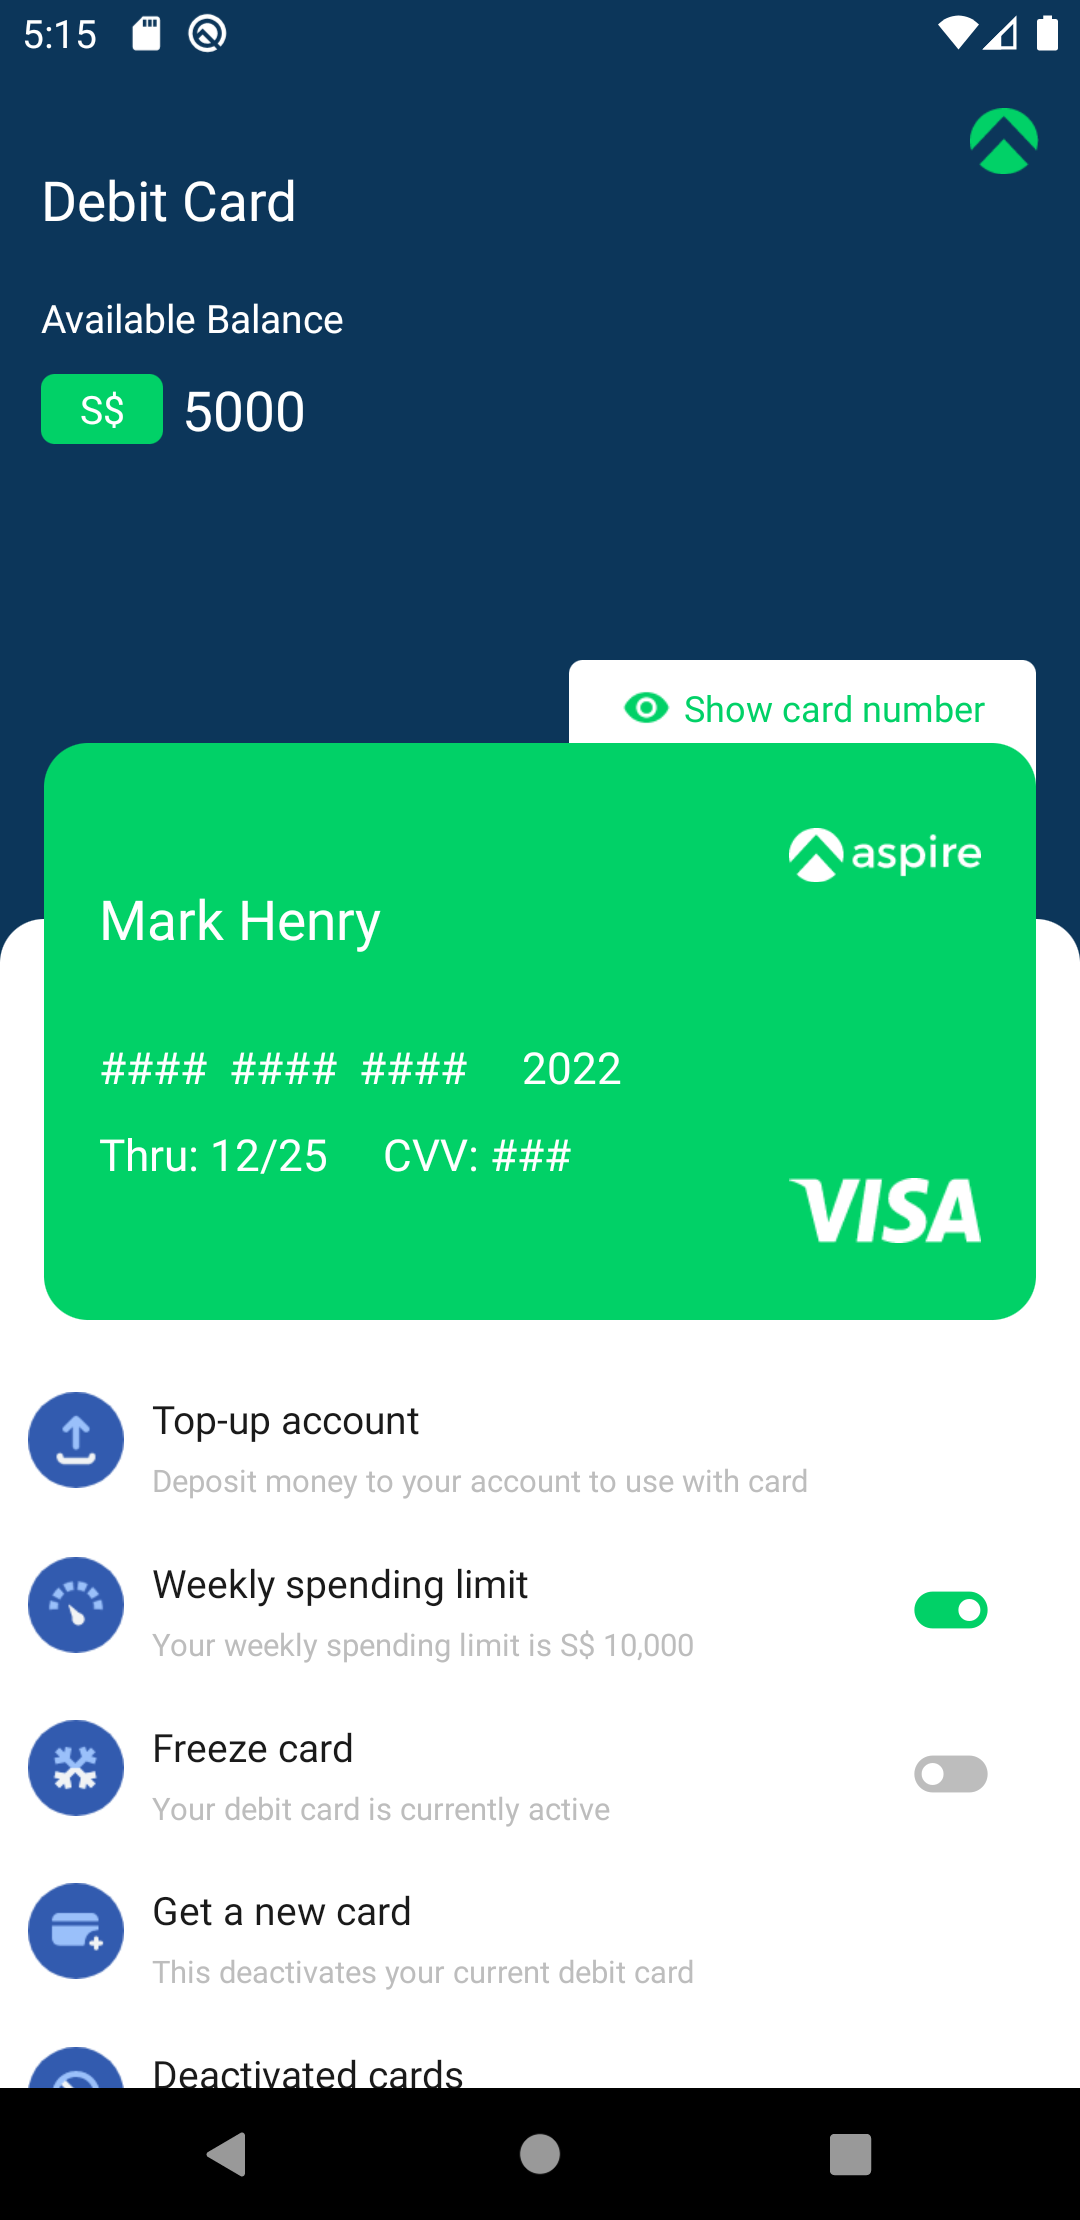 5:15
Debit Card
Available Balance
S$ 5000
Show card number
aspire
Mark Henry
#### #### #### 2022
Thru: 12/25 CVV: ###
VISA
Top-up account
Deposit money to your account to use with card
Weekly spending limit
Your weekly spending limit is S$ 10,000
Freeze card
Your debit card is currently active
Get a new card
This deactivates your current debit card
Deactivated cards